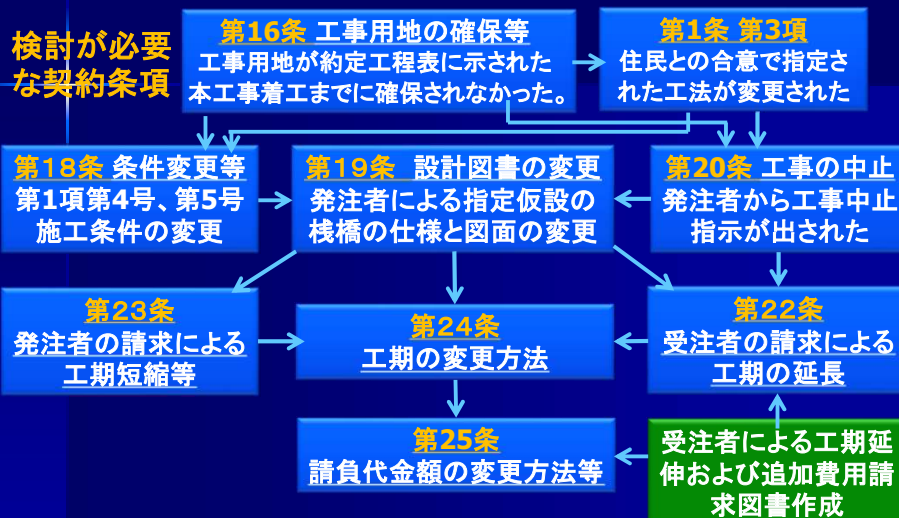 検討が必要
な契約条項
第16条 工事用地の確保等
工事用地が約定工程表に示された
本工事着工までに確保されなかった。
第1条 第3項
住民との合意で指定さ
れた工法が変更された
第18条 条件変更等
第1項第4号、第5号
施工条件の変更
第19条 設計図書の変更
発注者による指定仮設の
桟橋の仕様と図面の変更
第20条 工事の中止
発注者から工事中止
指示が出された
第23条
発注者の請求による
工期短縮等
第24条
工期の変更方法
第22条
受注者の請求による
工期の延長
第25条
請負代金額の変更方法等
受注者による工期延
伸および追加費用請
求図書作成